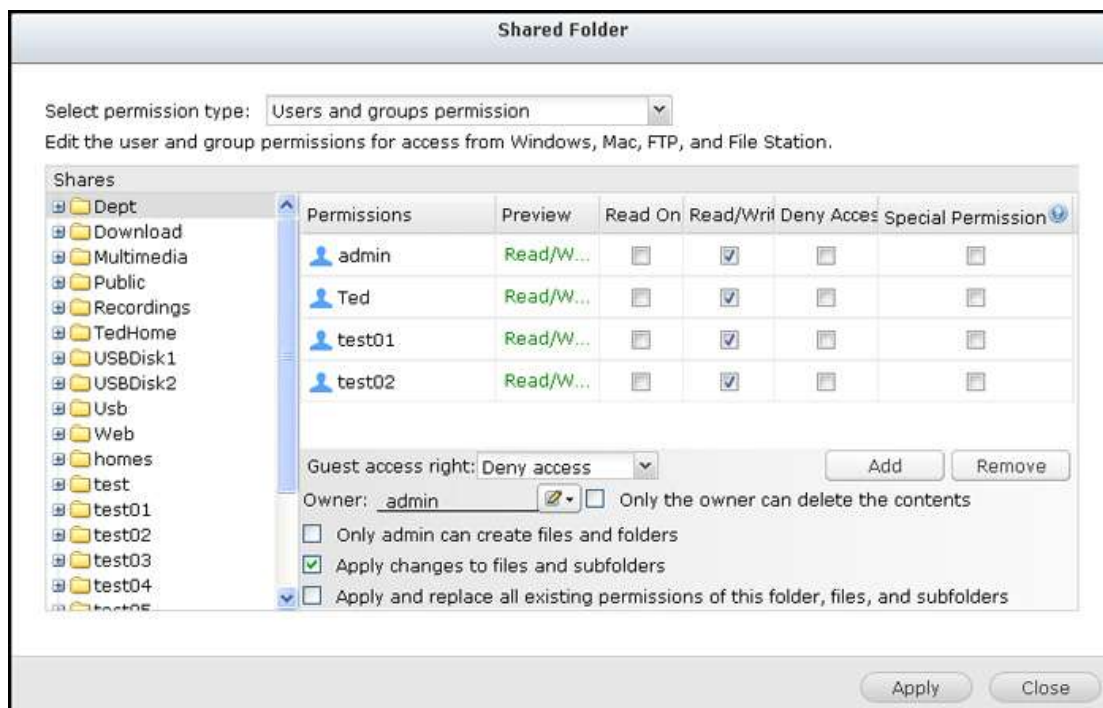 Shared Folder
Select permission type: Users and groups permission
Edit the user and group permissions for access from Windows, Mac, FTP, and File Station.
Shares
Dept
Download
Multimedia
Public
Recordings
TedHome
USBDisk1
USBDisk2
Usb
Web
homes
test
test01
test02
test03
test04
test05
Permissions Preview Read On Read/Writ Deny Acces Special Permission
admin Read/W...
Ted Read/W...
test01 Read/W...
test02 Read/W...
Guest access right: Deny access Add Remove
Owner: admin Only the owner can delete the contents
Only admin can create files and folders
Apply changes to files and subfolders
Apply and replace all existing permissions of this folder, files, and subfolders
Apply Close